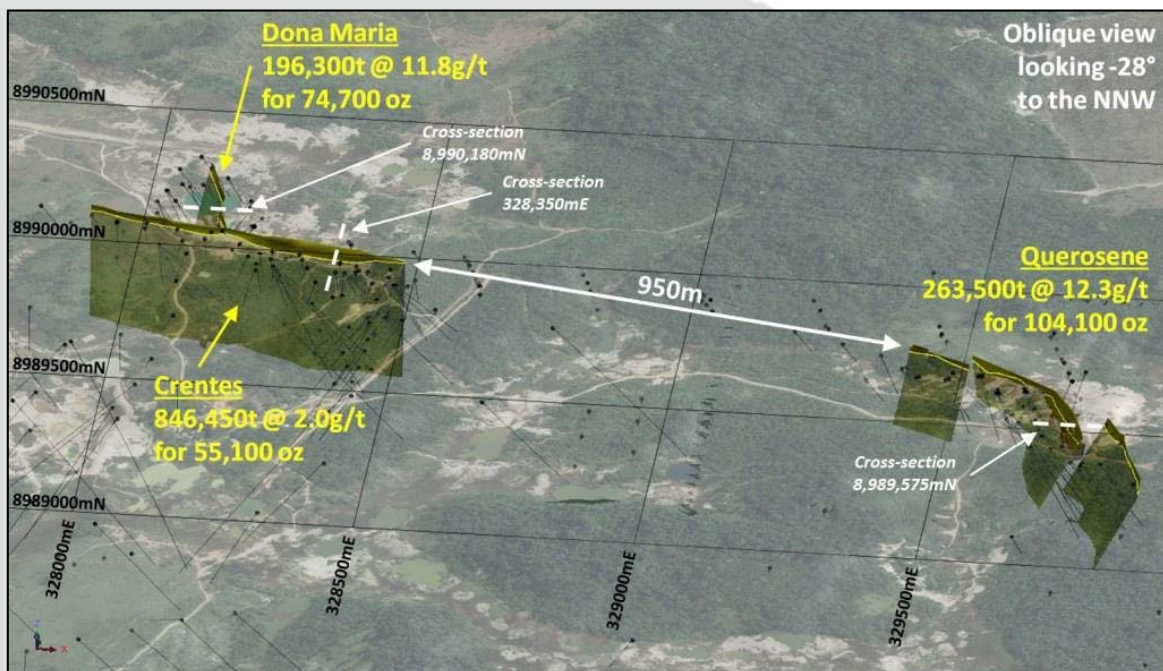 Dona Maria
196,300t @ 11.8g/t
for 74,700 oz
Oblique view
looking -28°
to the NNW
8990500mN
Cross-section
8,990,180mN
Cross-section
328,350mE
8990000mN
950m
Querosene
263,500t @ 12.3g/t
for 104,100 oz
8989500mN
Crentes
846,450t @ 2.0g/t
for 55,100 oz
Cross-section
8,989,575mN
8989000mN
328000mE
328500mE
329000mE
329500mE
Z
X